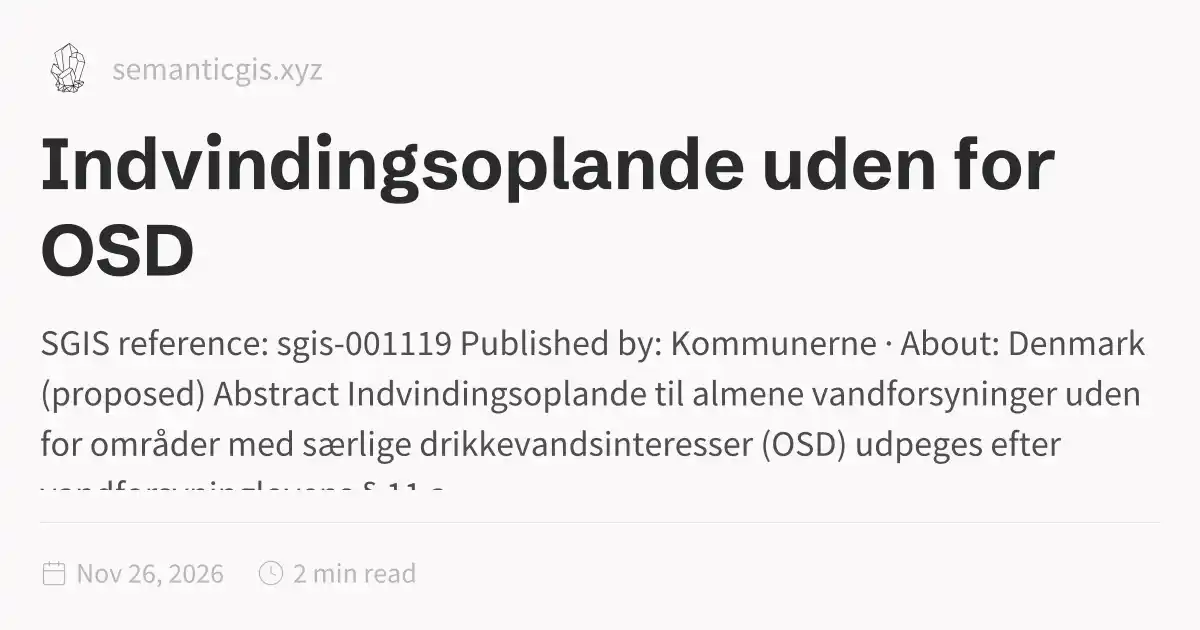 semanticgis.xyz
Indvindingsoplande uden for
OSD
SGIS reference: sgis-001119 Published by: Kommunerne · About: Denmark
(proposed) Abstract Indvindingsoplande til almene vandforsyninger uden
for områder med særlige drikkevandsinteresser (OSD) udpeges efter
Nov 26, 2026 2 min read